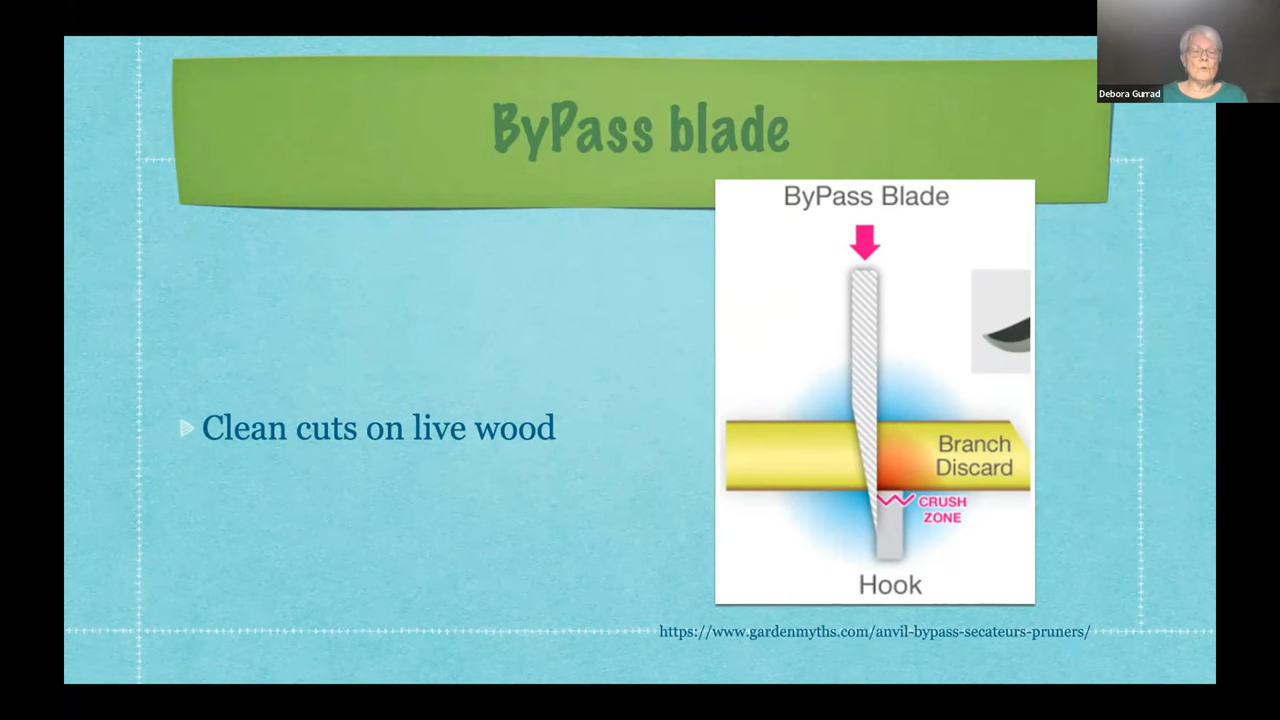 Debora Gurrad
ByPass blade
ByPass Blade
Clean cuts on live wood
Branch
Discard
CRUSH
ZONE
Hook
https://www.gardenmyths.com/anvil-bypass-secateurs-pruners/